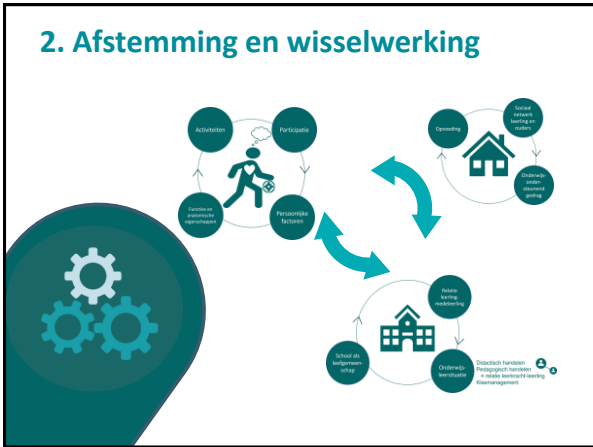 2. Afstemming en wisselwerking
Activiteiten
Participatie
Functies en
anatomische
eigenschappen
Persoonlijke
factoren
Opvoeding
Sociaal
netwerk
leerling en
ouders
Onderwijs-
onder-
steunend
gedrag
Relatie
leerling-
medeleerling
School als
leefgemeen-
schap
Onderwijs-
leersituatie
Didactisch handelen
Pedagogisch handelen
+ relatie leerkracht-leerling
Klasmanagement